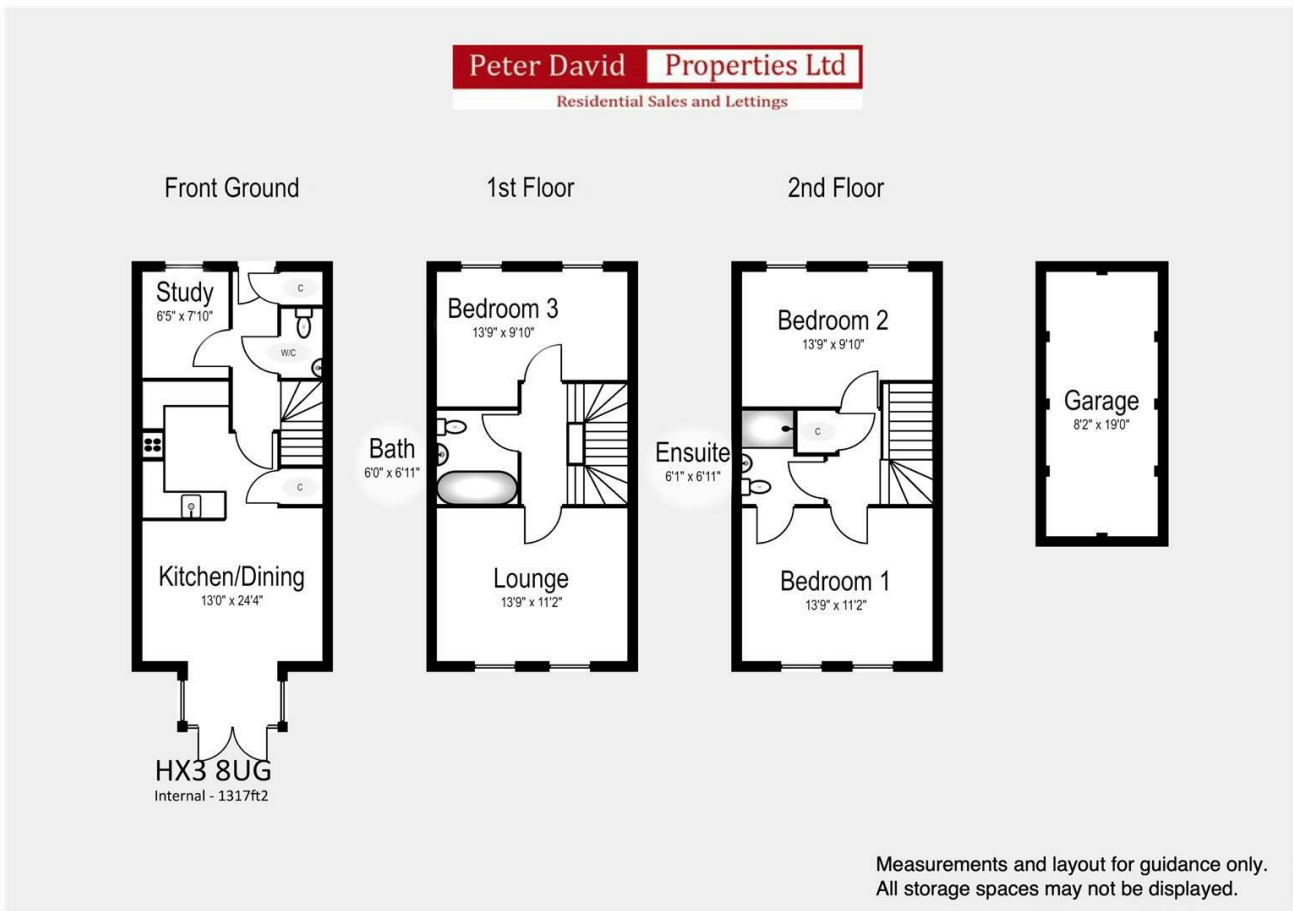 Peter David Properties Ltd
Residential Sales and Lettings
Front Ground
1st Floor
2nd Floor
Study
6'5" x 7'10"
C
W/C
C
Kitchen/Dining
13'0" x 24'4"
HX3 8UG
Internal - 1317ft2
Bedroom 3
13'9" x 9'10"
Bath
6'0" x 6'11"
Lounge
13'9" x 11'2"
Bedroom 2
13'9" x 9'10"
C
Ensuite
6'1" x 6'11"
Bedroom 1
13'9" x 11'2"
Garage
8'2" x 19'0"
Measurements and layout for guidance only.
All storage spaces may not be displayed.